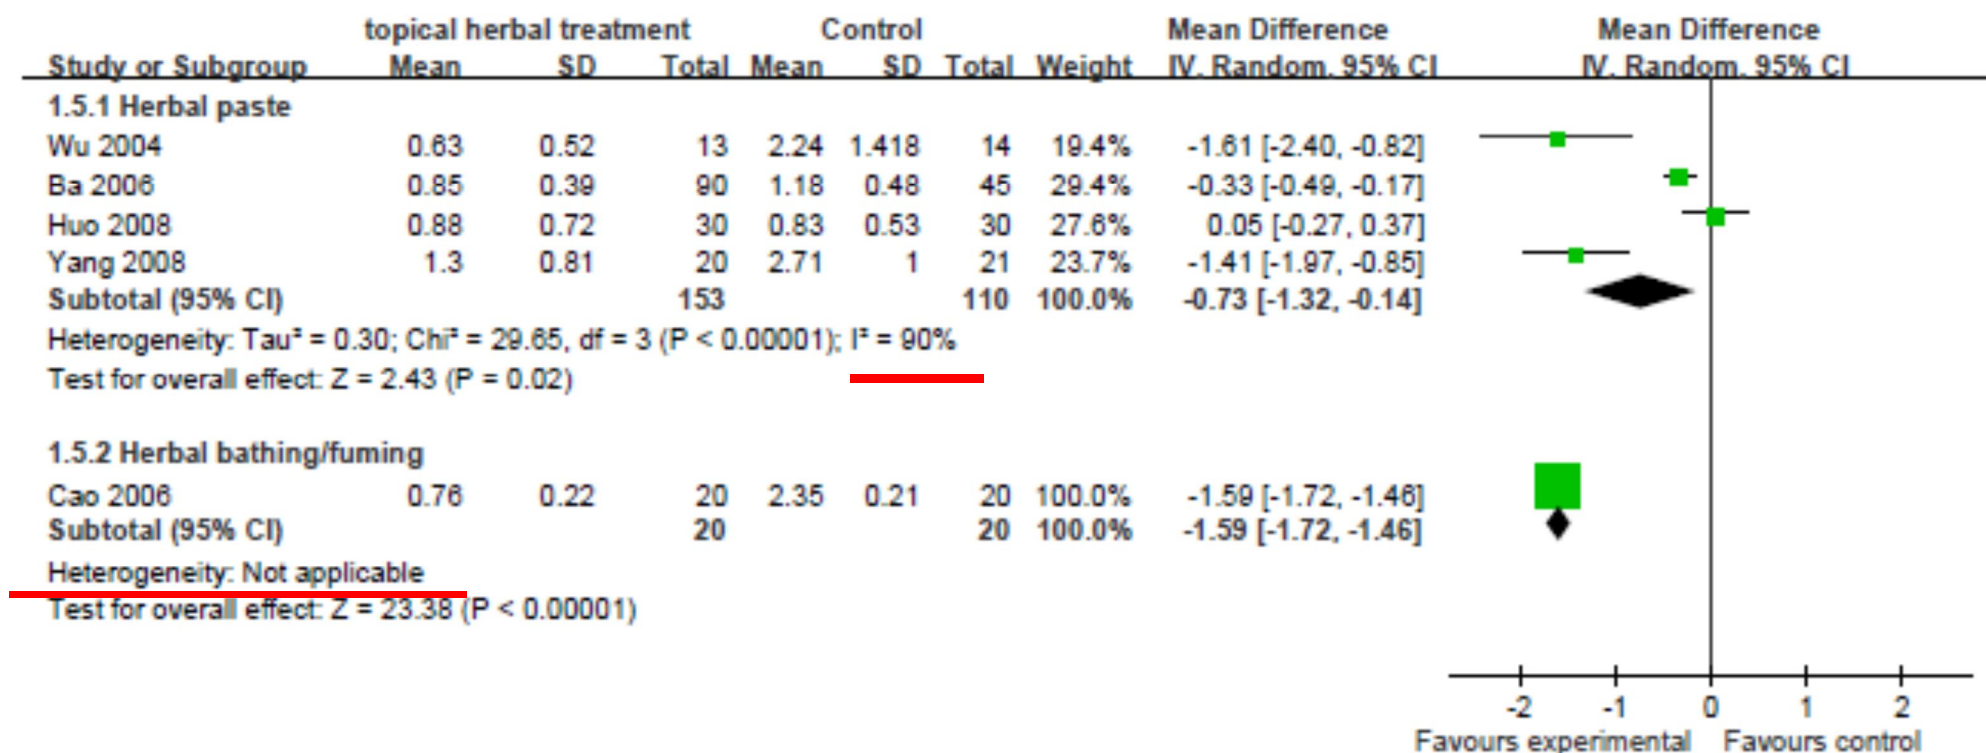 topical herbal treatment Control Mean Difference Mean Difference
Study or Subgroup Mean SD Total Mean SD Total Weight IV, Random, 95% CI IV, Random, 95% CI
1.5.1 Herbal paste
Wu 2004 0.63 0.52 13 2.24 1.418 14 19.4% -1.61 [-2.40, -0.82]
Ba 2006 0.85 0.39 90 1.18 0.48 45 29.4% -0.33 [-0.49, -0.17]
Huo 2008 0.88 0.72 30 0.83 0.53 30 27.6% 0.05 [-0.27, 0.37]
Yang 2008 1.3 0.81 20 2.71 1 21 23.7% -1.41 [-1.97, -0.85]
Subtotal (95% CI) 153 110 100.0% -0.73 [-1.32, -0.14]
Heterogeneity: Tau² = 0.30; Chi² = 29.65, df = 3 (P < 0.00001); I² = 90%
Test for overall effect: Z = 2.43 (P = 0.02)
1.5.2 Herbal bathing/fuming
Cao 2006 0.76 0.22 20 2.35 0.21 20 100.0% -1.59 [-1.72, -1.46]
Subtotal (95% CI) 20 20 100.0% -1.59 [-1.72, -1.46]
Heterogeneity: Not applicable
Test for overall effect: Z = 23.38 (P < 0.00001)
-2 -1 0 1 2
Favours experimental Favours control